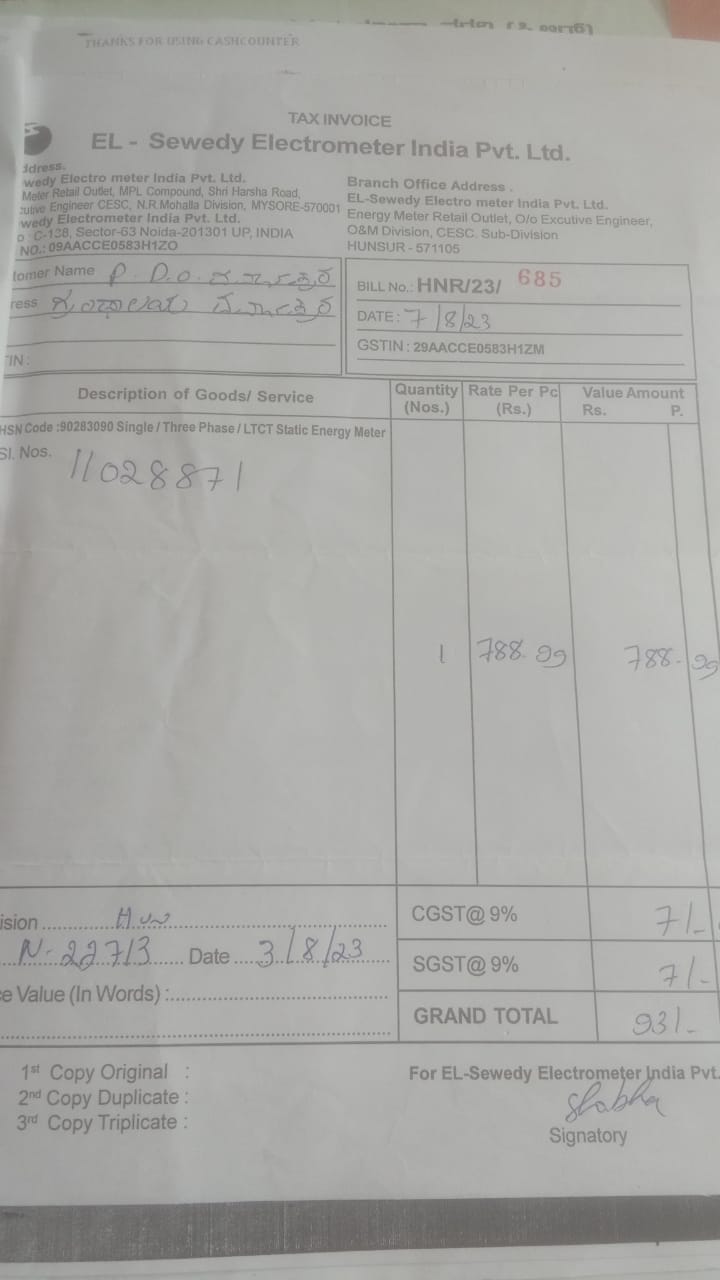 THANKS FOR USING CASHCOUNTER
TAX INVOICE
EL - Sewedy Electrometer India Pvt. Ltd.
ddress.
wedy Electro meter India Pvt. Ltd.
Meter Retail Outlet, MPL Compound, Shri Harsha Road,
cutive Engineer CESC, N.R.Mohalla Division, MYSORE-570001
wedy Electrometer India Pvt. Ltd.
o C-138, Sector-63 Noida-201301 UP, INDIA
NO.: 09AACCE0583H1ZO
Branch Office Address .
EL-Sewedy Electro meter India Pvt. Ltd.
Energy Meter Retail Outlet, O/o Excutive Engineer,
O&M Division, CESC. Sub-Division
HUNSUR - 571105
tomer Name P. D.O.
ress
TIN :
BILL No.: HNR/23/ 685
DATE : 7/8/23
GSTIN : 29AACCE0583H1ZM
Description of Goods/ Service
Quantity (Nos.)
Rate Per Pc (Rs.)
Value Amount
Rs. P.
HSN Code :90283090 Single / Three Phase / LTCT Static Energy Meter
Sl. Nos. 11028871
1 788.99 788.99
ision Hun
N-22713 Date 3/8/23
e Value (In Words) :
CGST@ 9% 71/-
SGST@ 9% 71/-
GRAND TOTAL 931/-
1st Copy Original :
2nd Copy Duplicate :
3rd Copy Triplicate :
For EL-Sewedy Electrometer India Pvt.
Shabha
Signatory